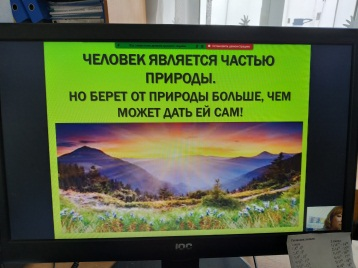 ЧЕЛОВЕК ЯВЛЯЕТСЯ ЧАСТЬЮ
ПРИРОДЫ.
НО БЕРЕТ ОТ ПРИРОДЫ БОЛЬШЕ, ЧЕМ
МОЖЕТ ДАТЬ ЕЙ САМ!